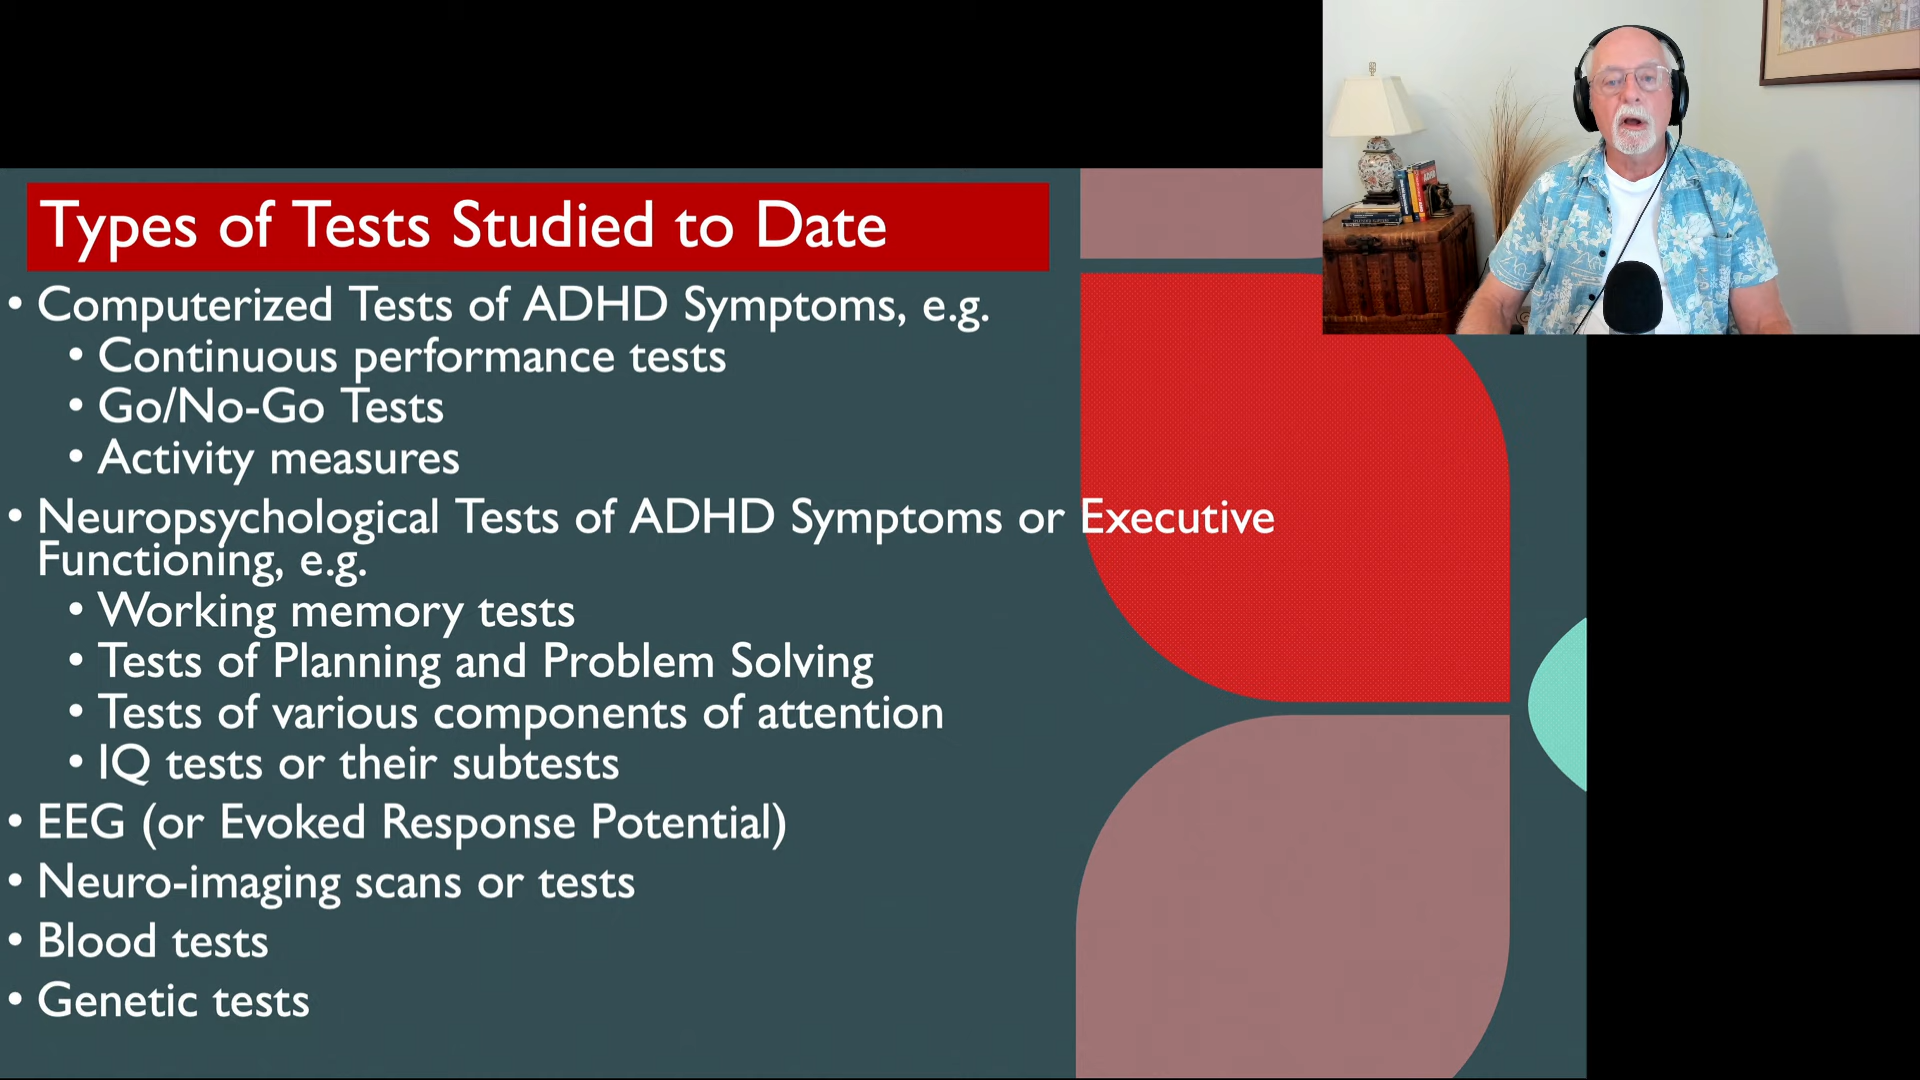 Types of Tests Studied to Date
• Computerized Tests of ADHD Symptoms, e.g.
• Continuous performance tests
• Go/No-Go Tests
• Activity measures
• Neuropsychological Tests of ADHD Symptoms or Executive
Functioning, e.g.
• Working memory tests
• Tests of Planning and Problem Solving
• Tests of various components of attention
• IQ tests or their subtests
• EEG (or Evoked Response Potential)
• Neuro-imaging scans or tests
• Blood tests
• Genetic tests
ADHD